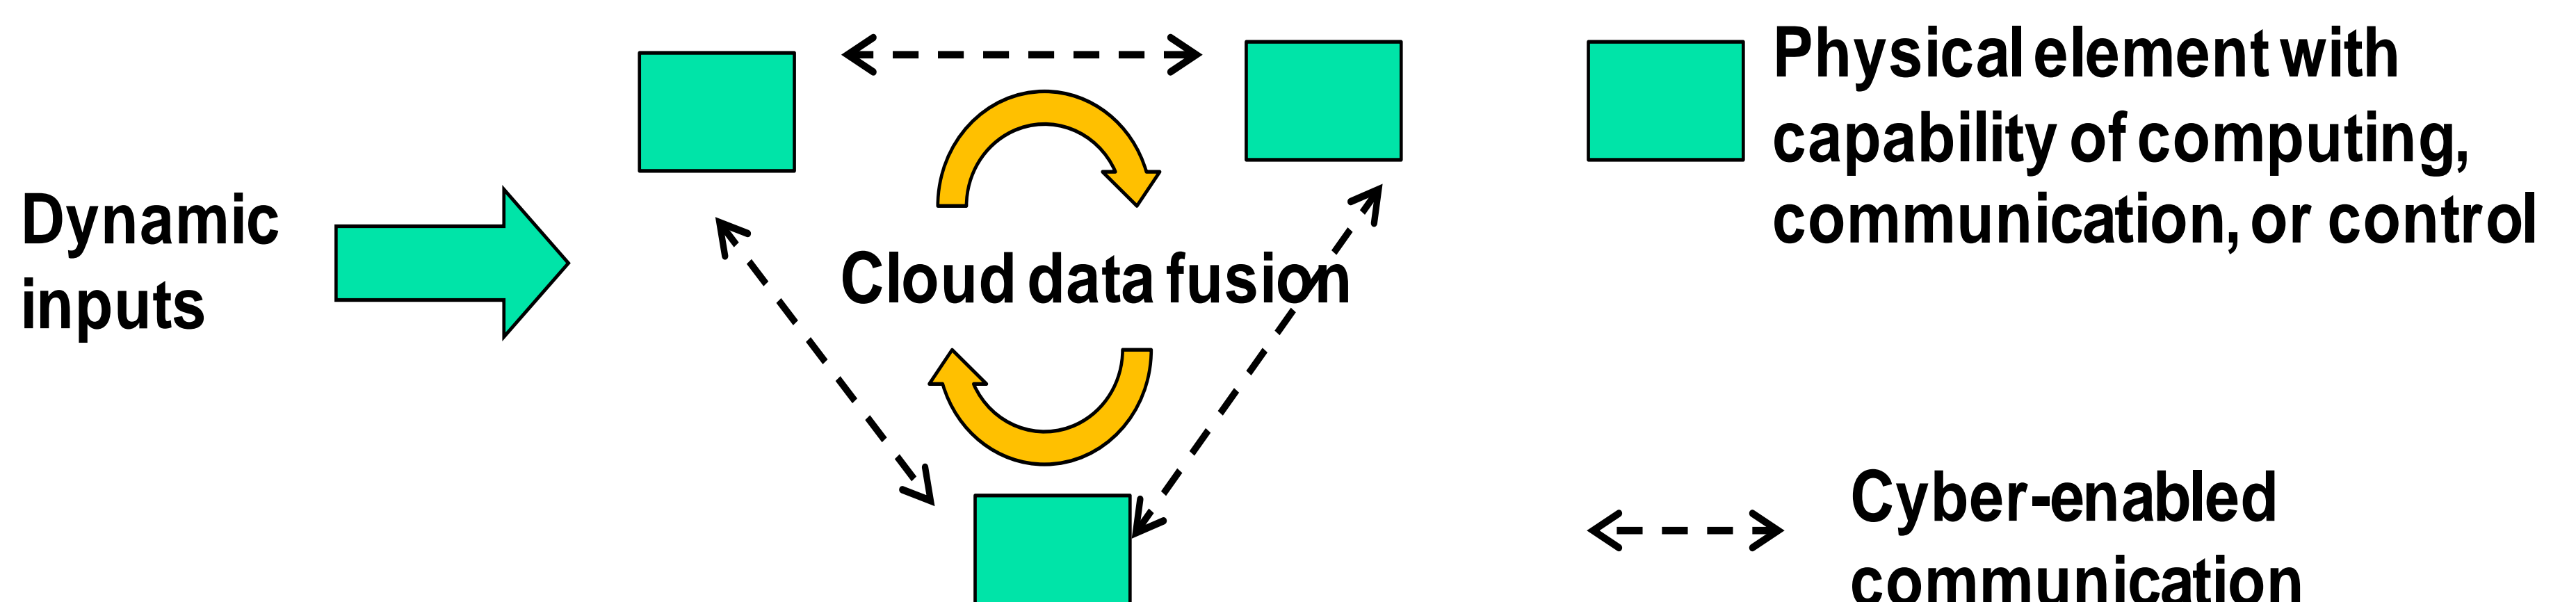 Dynamic
inputs
Cloud data fusion
Physical element with
capability of computing,
communication, or control
Cyber-enabled
communication